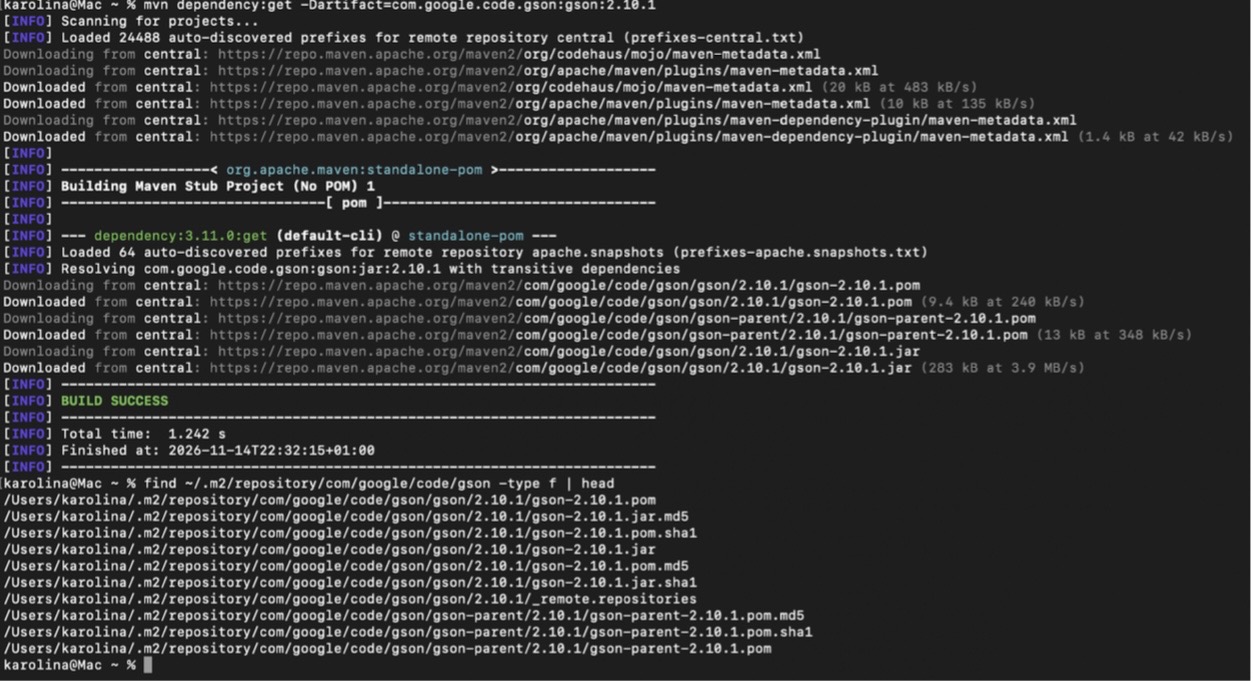 karolina@Mac ~ % mvn dependency:get -Dartifact=com.google.code.gson:gson:2.10.1
[INFO] Scanning for projects...
[INFO] Loaded 24488 auto-discovered prefixes for remote repository central (prefixes-central.txt)
Downloading from central: https://repo.maven.apache.org/maven2/org/codehaus/mojo/maven-metadata.xml
Downloading from central: https://repo.maven.apache.org/maven2/org/apache/maven/plugins/maven-metadata.xml
Downloaded from central: https://repo.maven.apache.org/maven2/org/codehaus/mojo/maven-metadata.xml (20 kB at 483 kB/s)
Downloaded from central: https://repo.maven.apache.org/maven2/org/apache/maven/plugins/maven-metadata.xml (10 kB at 135 kB/s)
Downloading from central: https://repo.maven.apache.org/maven2/org/apache/maven/plugins/maven-dependency-plugin/maven-metadata.xml
Downloaded from central: https://repo.maven.apache.org/maven2/org/apache/maven/plugins/maven-dependency-plugin/maven-metadata.xml (1.4 kB at 42 kB/s)
[INFO]
[INFO] ------------------< org.apache.maven:standalone-pom >-------------------
[INFO] Building Maven Stub Project (No POM) 1
[INFO] --------------------------------[ pom ]---------------------------------
[INFO]
[INFO] --- dependency:3.11.0:get (default-cli) @ standalone-pom ---
[INFO] Loaded 64 auto-discovered prefixes for remote repository apache.snapshots (prefixes-apache.snapshots.txt)
[INFO] Resolving com.google.code.gson:gson:jar:2.10.1 with transitive dependencies
Downloading from central: https://repo.maven.apache.org/maven2/com/google/code/gson/gson/2.10.1/gson-2.10.1.pom
Downloaded from central: https://repo.maven.apache.org/maven2/com/google/code/gson/gson/2.10.1/gson-2.10.1.pom (9.4 kB at 240 kB/s)
Downloading from central: https://repo.maven.apache.org/maven2/com/google/code/gson/gson-parent/2.10.1/gson-parent-2.10.1.pom
Downloaded from central: https://repo.maven.apache.org/maven2/com/google/code/gson/gson-parent/2.10.1/gson-parent-2.10.1.pom (13 kB at 348 kB/s)
Downloading from central: https://repo.maven.apache.org/maven2/com/google/code/gson/gson/2.10.1/gson-2.10.1.jar
Downloaded from central: https://repo.maven.apache.org/maven2/com/google/code/gson/gson/2.10.1/gson-2.10.1.jar (283 kB at 3.9 MB/s)
[INFO] ------------------------------------------------------------------------
[INFO] BUILD SUCCESS
[INFO] ------------------------------------------------------------------------
[INFO] Total time:  1.242 s
[INFO] Finished at: 2026-11-14T22:32:15+01:00
[INFO] ------------------------------------------------------------------------
karolina@Mac ~ % find ~/.m2/repository/com/google/code/gson -type f | head
/Users/karolina/.m2/repository/com/google/code/gson/gson/2.10.1/gson-2.10.1.pom
/Users/karolina/.m2/repository/com/google/code/gson/gson/2.10.1/gson-2.10.1.jar.md5
/Users/karolina/.m2/repository/com/google/code/gson/gson/2.10.1/gson-2.10.1.pom.sha1
/Users/karolina/.m2/repository/com/google/code/gson/gson/2.10.1/gson-2.10.1.jar
/Users/karolina/.m2/repository/com/google/code/gson/gson/2.10.1/gson-2.10.1.pom.md5
/Users/karolina/.m2/repository/com/google/code/gson/gson/2.10.1/gson-2.10.1.jar.sha1
/Users/karolina/.m2/repository/com/google/code/gson/gson/2.10.1/_remote.repositories
/Users/karolina/.m2/repository/com/google/code/gson/gson-parent/2.10.1/gson-parent-2.10.1.pom.md5
/Users/karolina/.m2/repository/com/google/code/gson/gson-parent/2.10.1/gson-parent-2.10.1.pom.sha1
/Users/karolina/.m2/repository/com/google/code/gson/gson-parent/2.10.1/gson-parent-2.10.1.pom
karolina@Mac ~ %